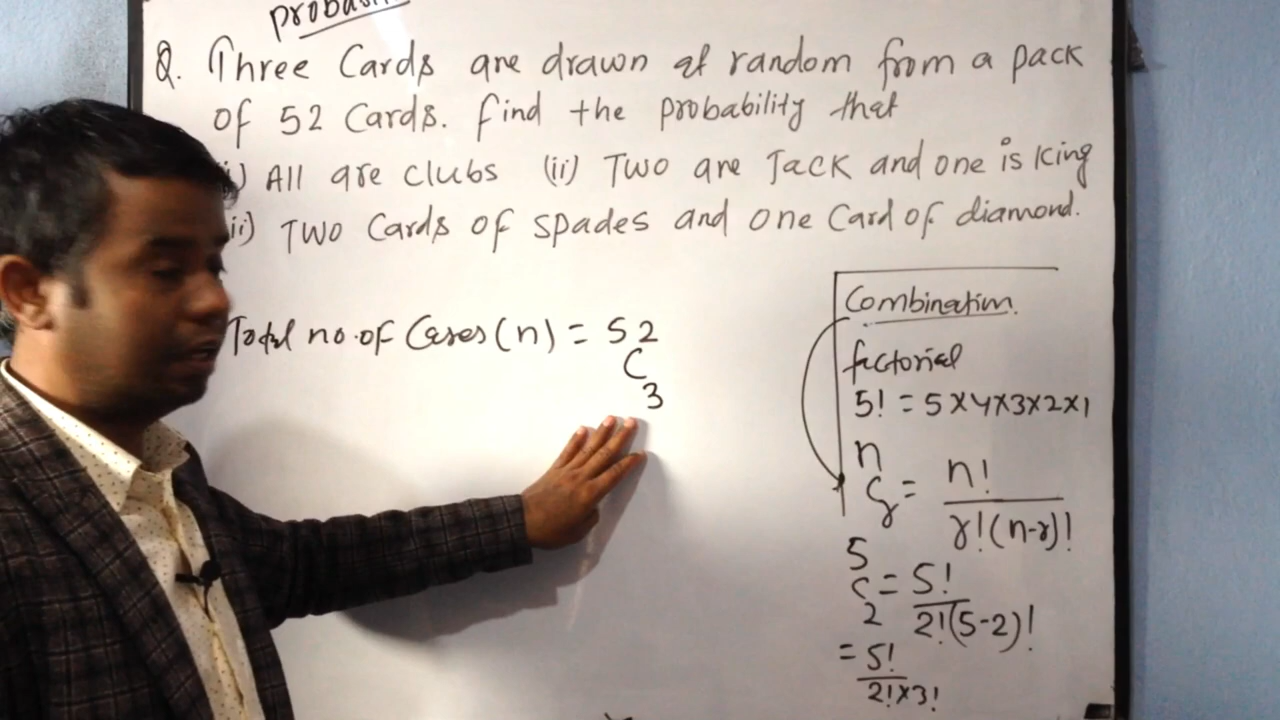 Q. Three Cards are drawn at random from a pack
of 52 Cards. find the probability that
i) All are clubs (ii) Two are Jack and one is King
ii) TWO Cards of spades and one Card of diamond.
Total no. of Cases (n) = 52
C
3
Combination
factorial
5! = 5×4×3×2×1
n
C = n!
r r!(n-r)!
5
C = 5!
2 2!(5-2)!
= 5!
2!×3!